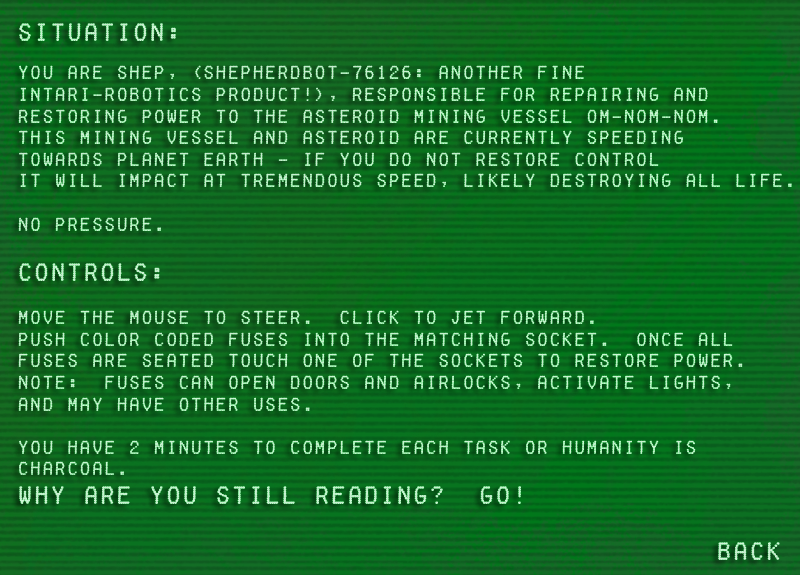 SITUATION:
YOU ARE SHEP, (SHEPHERDBOT-76126: ANOTHER FINE
INTARI-ROBOTICS PRODUCT!), RESPONSIBLE FOR REPAIRING AND
RESTORING POWER TO THE ASTEROID MINING VESSEL OM-NOM-NOM.
THIS MINING VESSEL AND ASTEROID ARE CURRENTLY SPEEDING
TOWARDS PLANET EARTH - IF YOU DO NOT RESTORE CONTROL
IT WILL IMPACT AT TREMENDOUS SPEED, LIKELY DESTROYING ALL LIFE.
NO PRESSURE.
CONTROLS:
MOVE THE MOUSE TO STEER.  CLICK TO JET FORWARD.
PUSH COLOR CODED FUSES INTO THE MATCHING SOCKET.  ONCE ALL
FUSES ARE SEATED TOUCH ONE OF THE SOCKETS TO RESTORE POWER.
NOTE:  FUSES CAN OPEN DOORS AND AIRLOCKS, ACTIVATE LIGHTS,
AND MAY HAVE OTHER USES.
YOU HAVE 2 MINUTES TO COMPLETE EACH TASK OR HUMANITY IS
CHARCOAL.
WHY ARE YOU STILL READING?  GO!
BACK